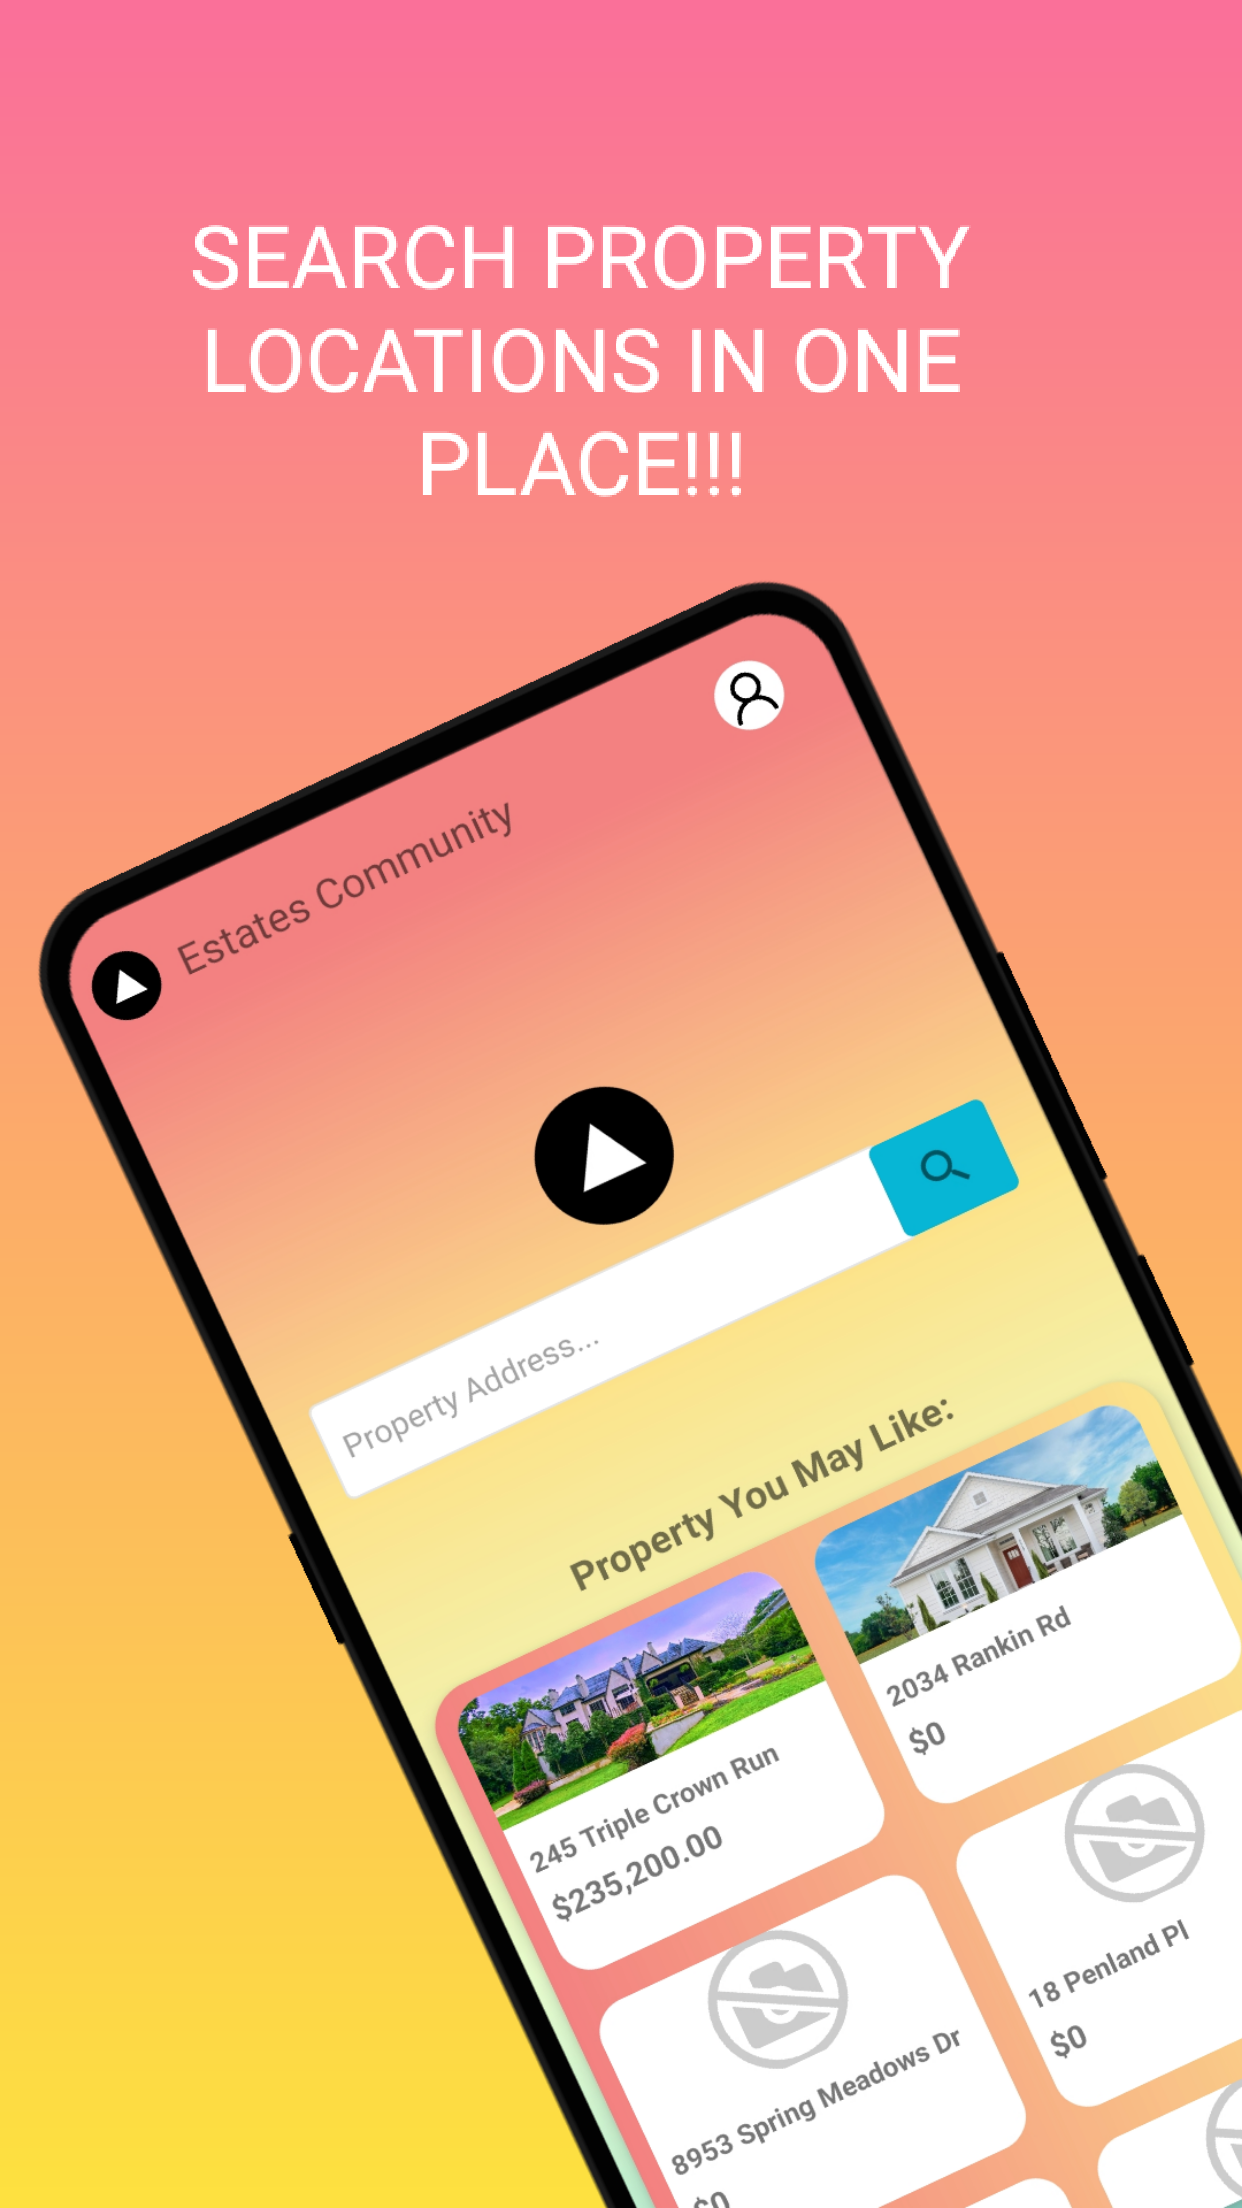 SEARCH PROPERTY
LOCATIONS IN ONE
PLACE!!!
Estates Community
Property Address...
Property You May Like:
245 Triple Crown Run
$235,200.00
2034 Rankin Rd
$0
8953 Spring Meadows Dr
$0
18 Penland Pl
$0